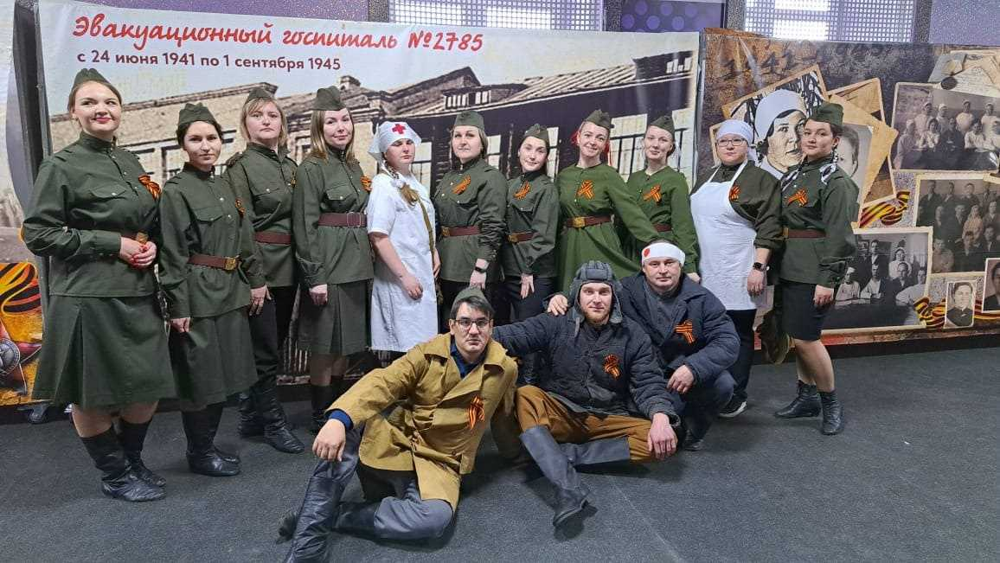 Эвакуационный госпиталь №2785
с 24 июня 1941 по 1 сентября 1945